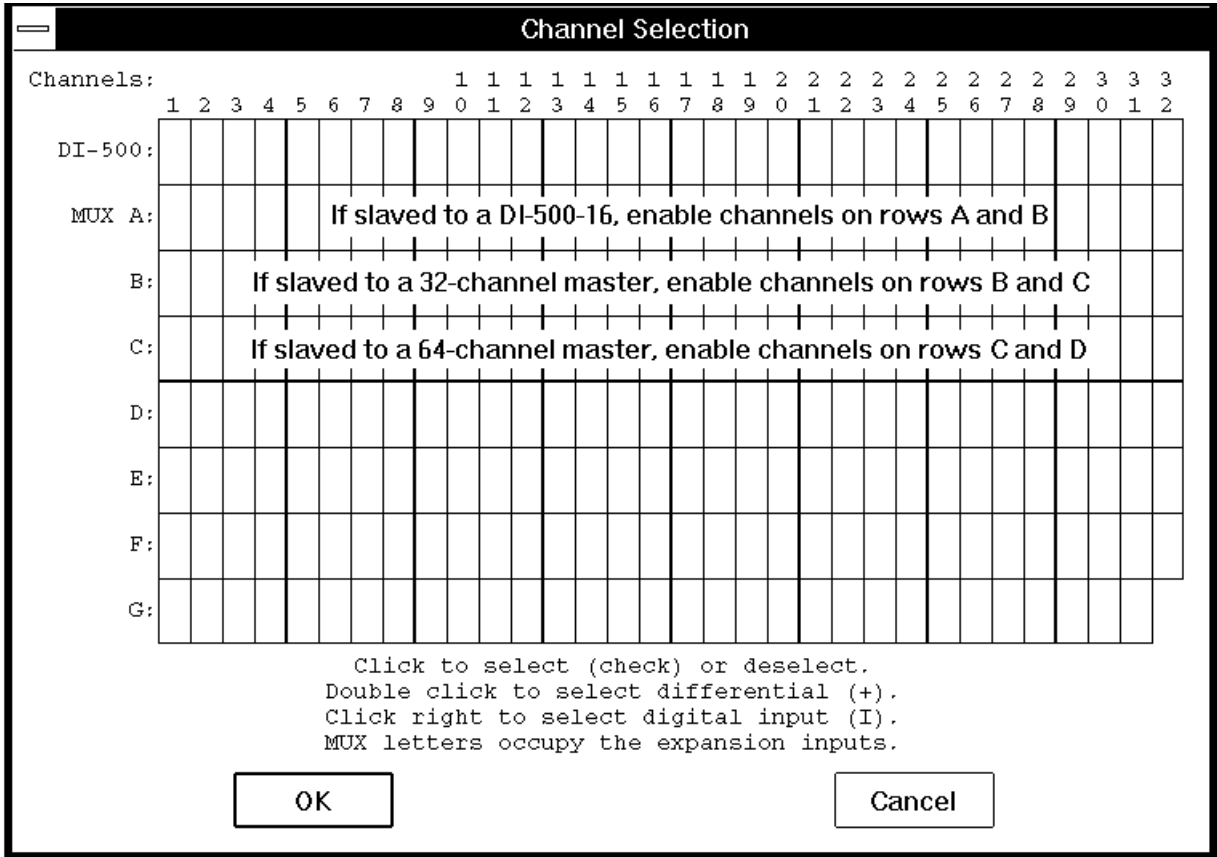 Channel Selection
Channels: 1 1 1 1 1 1 1 1 1 1 2 2 2 2 2 2 2 2 2 2 3 3 3
1 2 3 4 5 6 7 8 9 0 1 2 3 4 5 6 7 8 9 0 1 2 3 4 5 6 7 8 9 0 1 2
DI-500:
MUX A: If slaved to a DI-500-16, enable channels on rows A and B
B: If slaved to a 32-channel master, enable channels on rows B and C
C: If slaved to a 64-channel master, enable channels on rows C and D
D:
E:
F:
G:
Click to select (check) or deselect.
Double click to select differential (+).
Click right to select digital input (I).
MUX letters occupy the expansion inputs.
OK Cancel